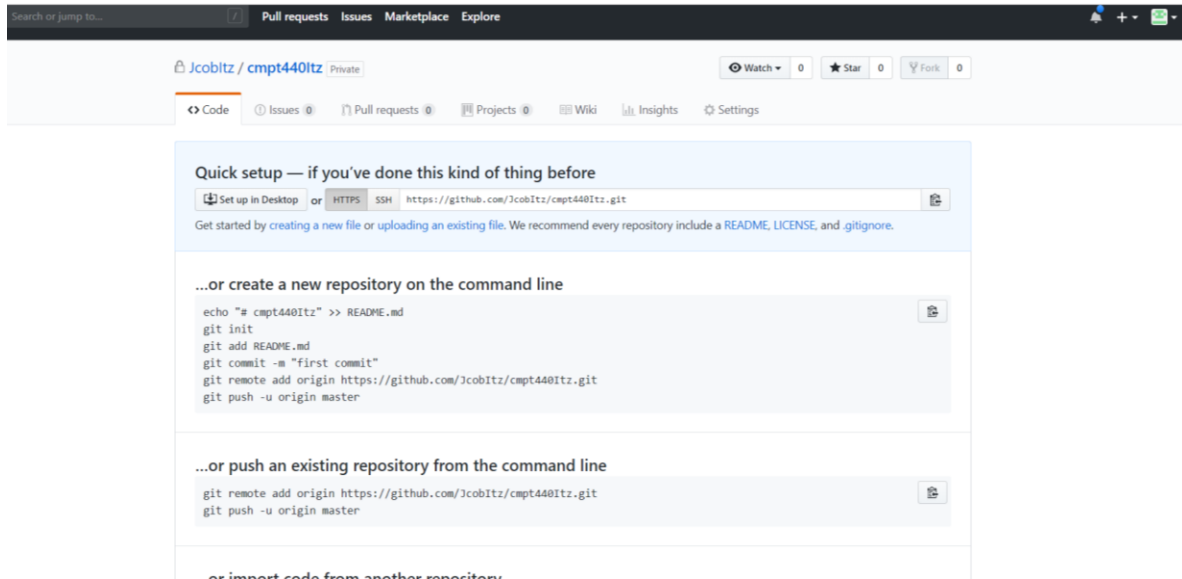 Search or jump to... / Pull requests Issues Marketplace Explore
JcobItz / cmpt440Itz Private Watch 0 Star 0 Fork 0
Code Issues 0 Pull requests 0 Projects 0 Wiki Insights Settings
Quick setup — if you've done this kind of thing before
Set up in Desktop or HTTPS SSH https://github.com/JcobItz/cmpt440Itz.git
Get started by creating a new file or uploading an existing file. We recommend every repository include a README, LICENSE, and .gitignore.
...or create a new repository on the command line
echo "# cmpt440Itz" >> README.md
git init
git add README.md
git commit -m "first commit"
git remote add origin https://github.com/JcobItz/cmpt440Itz.git
git push -u origin master
...or push an existing repository from the command line
git remote add origin https://github.com/JcobItz/cmpt440Itz.git
git push -u origin master
...or import code from another repository